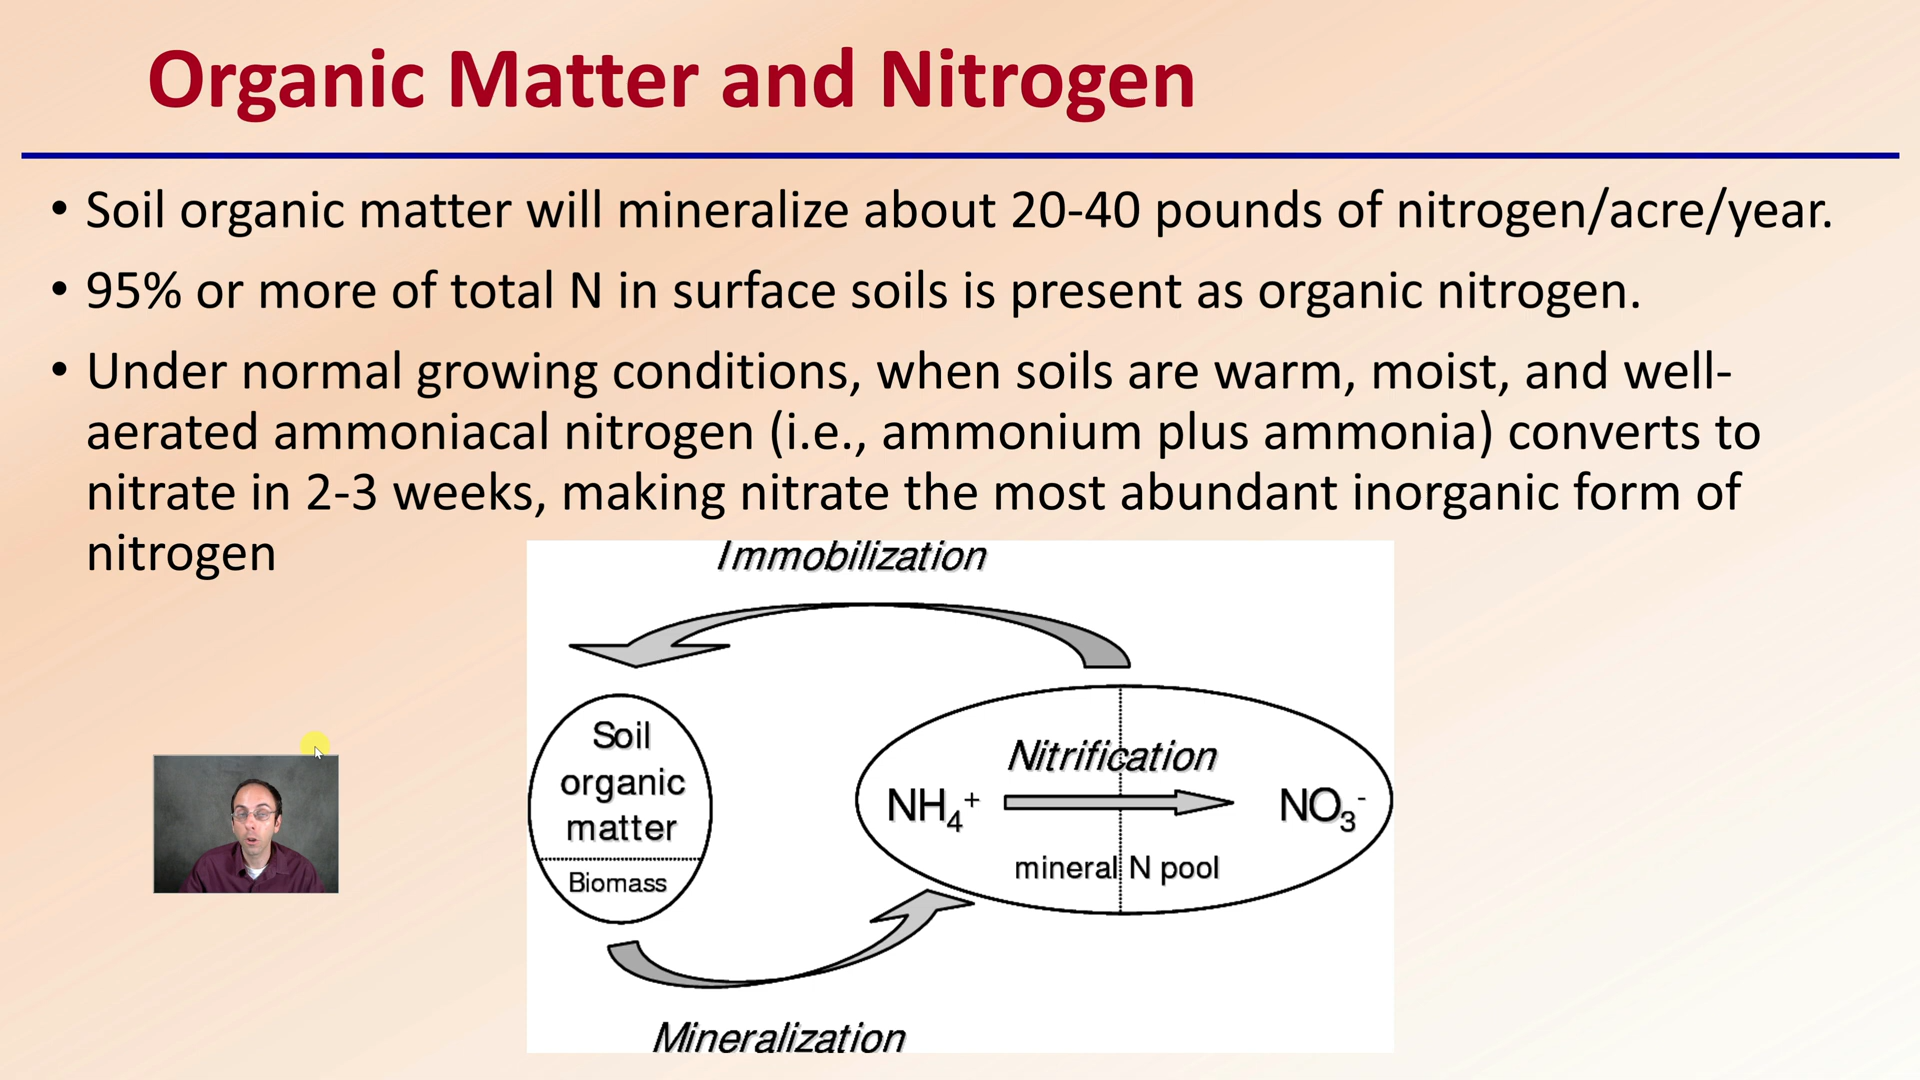 Organic Matter and Nitrogen
• Soil organic matter will mineralize about 20-40 pounds of nitrogen/acre/year.
• 95% or more of total N in surface soils is present as organic nitrogen.
• Under normal growing conditions, when soils are warm, moist, and well-
aerated ammoniacal nitrogen (i.e., ammonium plus ammonia) converts to
nitrate in 2-3 weeks, making nitrate the most abundant inorganic form of
nitrogen
Immobilization
Soil
organic
matter
Biomass
Nitrification
NH₄⁺
NO₃⁻
mineral N pool
Mineralization